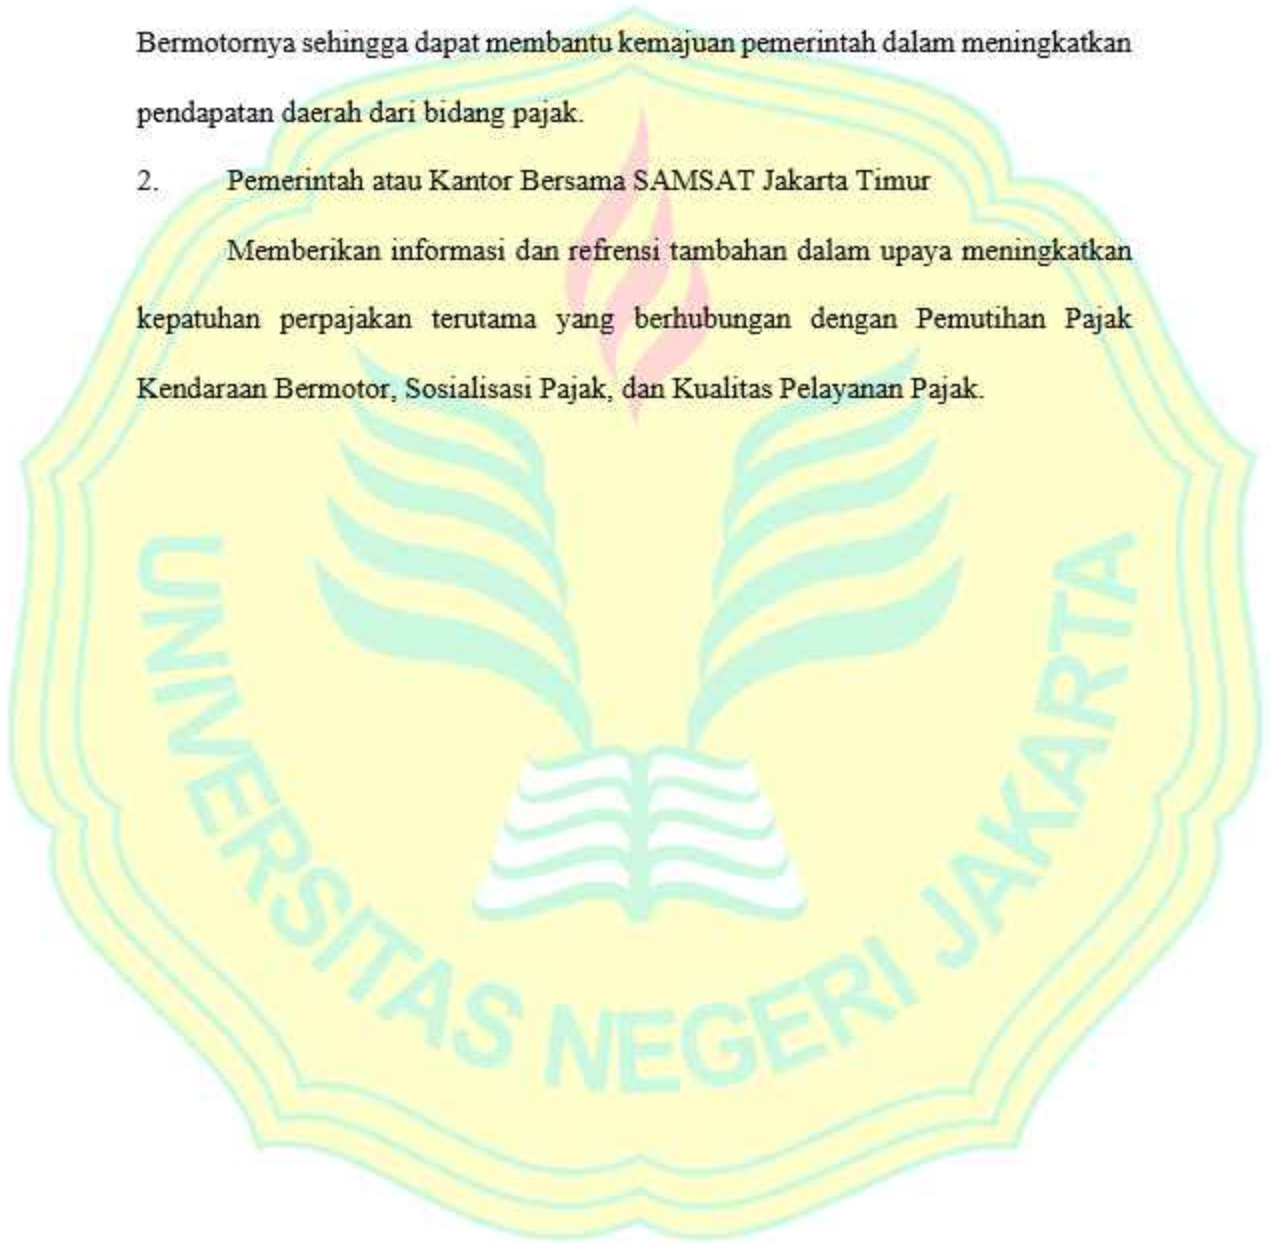 Bermotornya sehingga dapat membantu kemajuan pemerintah dalam meningkatkan
pendapatan daerah dari bidang pajak.
2. Pemerintah atau Kantor Bersama SAMSAT Jakarta Timur
Memberikan informasi dan refrensi tambahan dalam upaya meningkatkan
kepatuhan perpajakan terutama yang berhubungan dengan Pemutihan Pajak
Kendaraan Bermotor, Sosialisasi Pajak, dan Kualitas Pelayanan Pajak.
UNIVERSITAS NEGERI JAKARTA